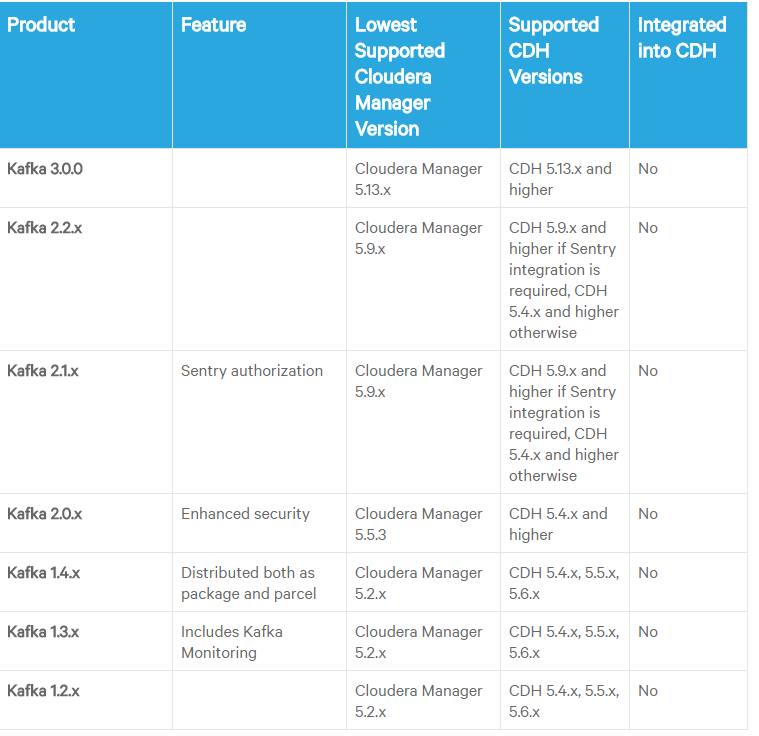 Product
Feature
Lowest
Supported
Cloudera
Manager
Version
Supported
CDH
Versions
Integrated
into CDH
Kafka 3.0.0
Cloudera Manager
5.13.x
CDH 5.13.x and
higher
No
Kafka 2.2.x
Cloudera Manager
5.9.x
CDH 5.9.x and
higher if Sentry
integration is
required, CDH
5.4.x and higher
otherwise
No
Kafka 2.1.x
Sentry authorization
Cloudera Manager
5.9.x
CDH 5.9.x and
higher if Sentry
integration is
required, CDH
5.4.x and higher
otherwise
No
Kafka 2.0.x
Enhanced security
Cloudera Manager
5.5.3
CDH 5.4.x and
higher
No
Kafka 1.4.x
Distributed both as
package and parcel
Cloudera Manager
5.2.x
CDH 5.4.x, 5.5.x,
5.6.x
No
Kafka 1.3.x
Includes Kafka
Monitoring
Cloudera Manager
5.2.x
CDH 5.4.x, 5.5.x,
5.6.x
No
Kafka 1.2.x
Cloudera Manager
5.2.x
CDH 5.4.x, 5.5.x,
5.6.x
No